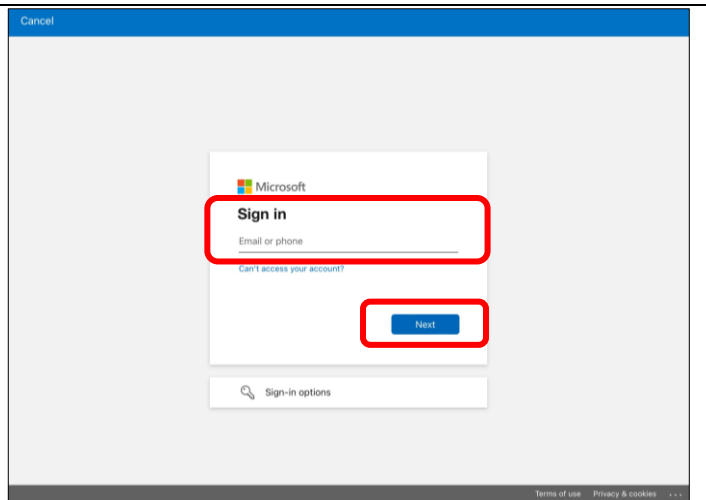 Cancel
Microsoft
Sign in
Email or phone
Can't access your account?
Next
Sign-in options
Terms of use Privacy & cookies ...